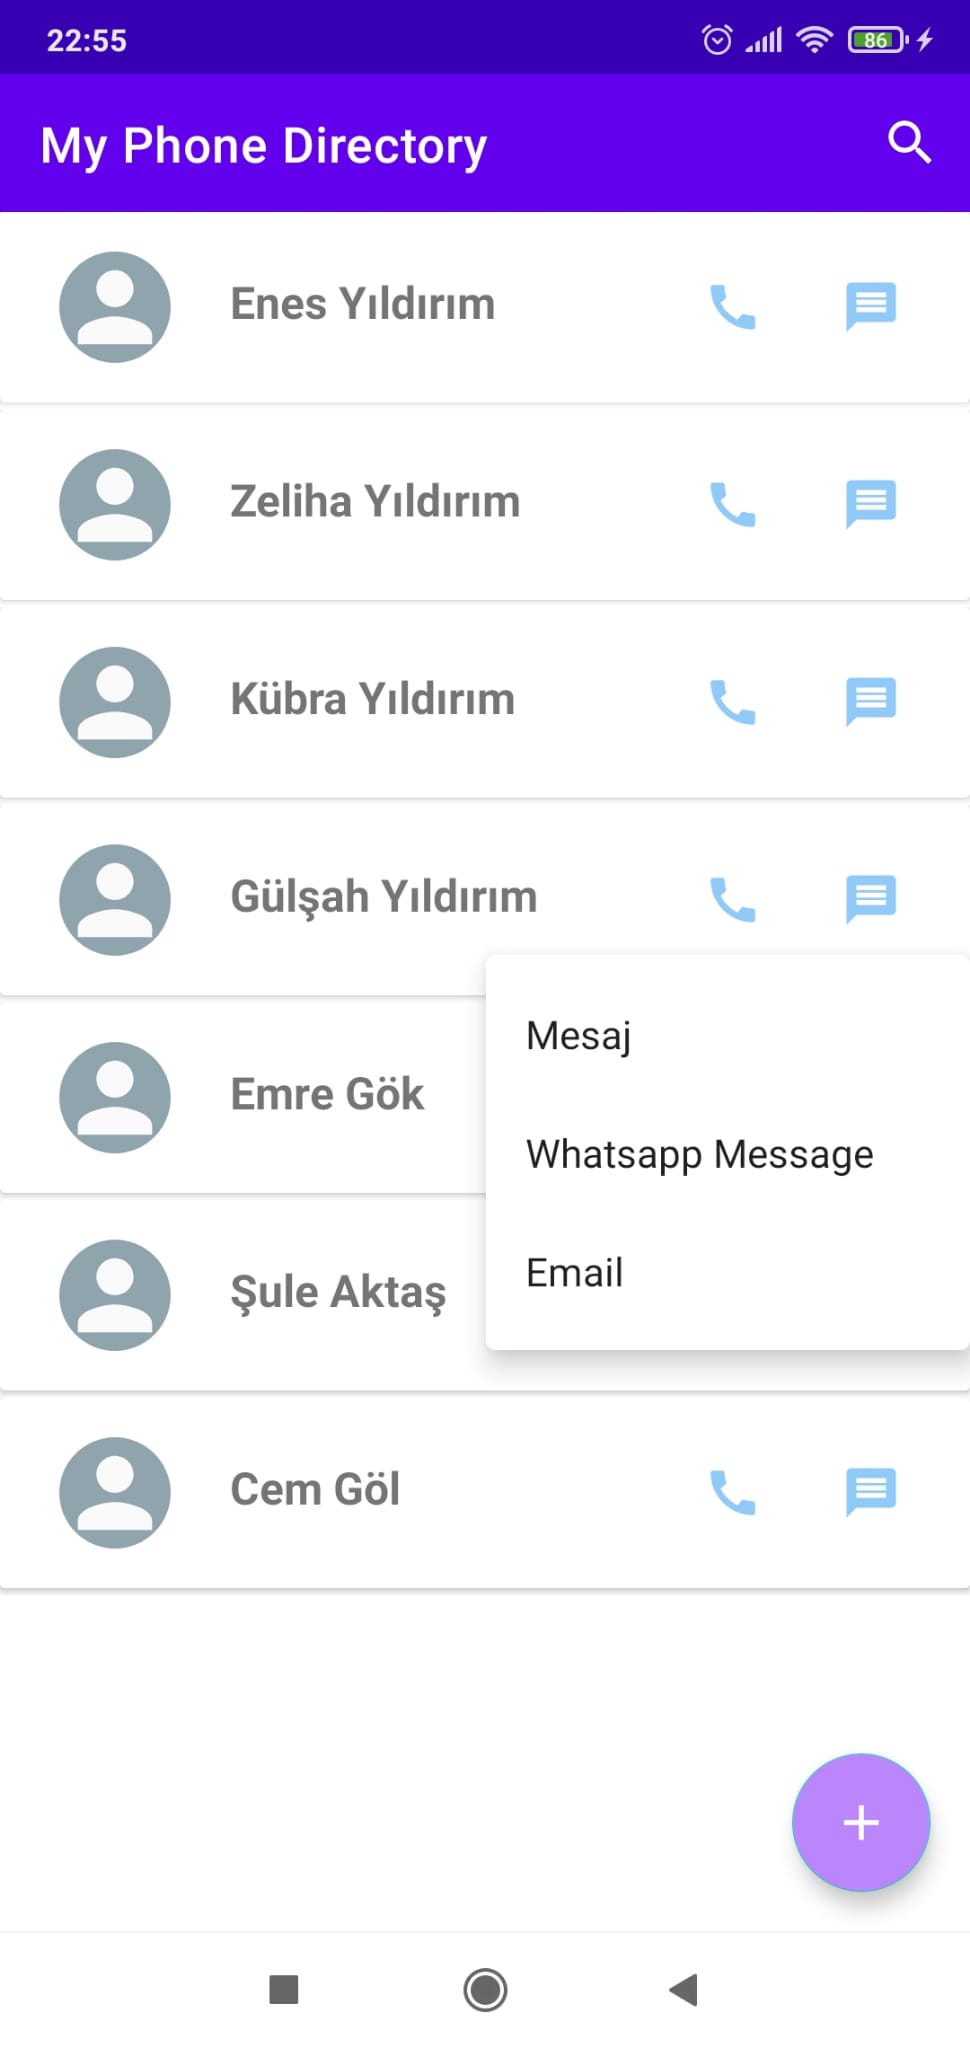 22:55
86
My Phone Directory
Enes Yıldırım
Zeliha Yıldırım
Kübra Yıldırım
Gülşah Yıldırım
Mesaj
Emre Gök
Whatsapp Message
Email
Şule Aktaş
Cem Göl